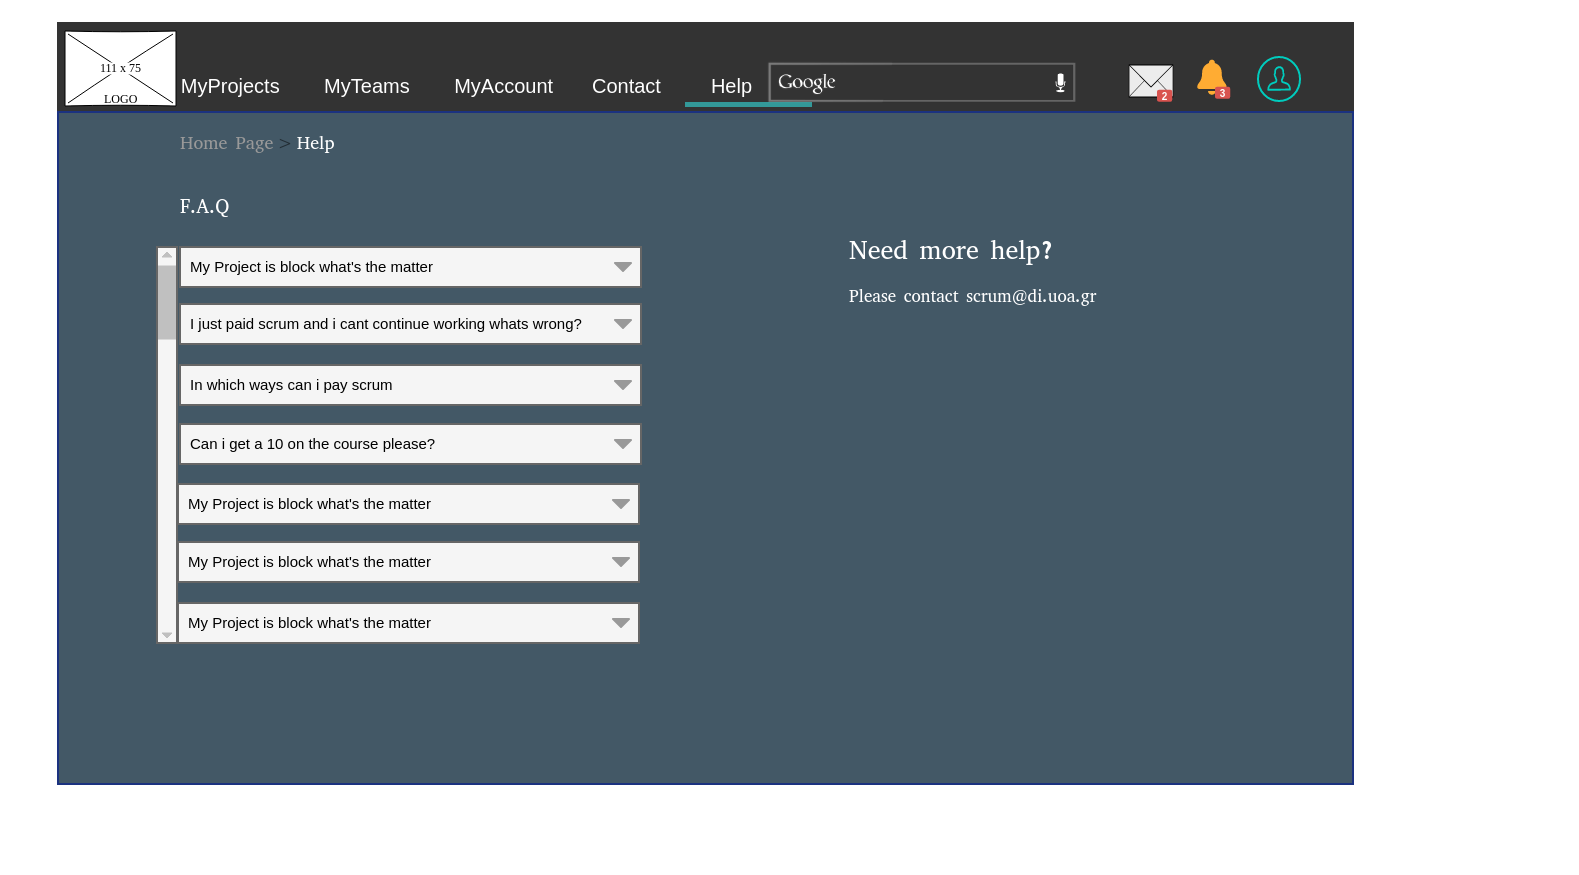 111 x 75
LOGO
MyProjects MyTeams MyAccount Contact Help Google 2 3
Home Page > Help
F.A.Q
Need more help?
Please contact scrum@di.uoa.gr
My Project is block what's the matter
I just paid scrum and i cant continue working whats wrong?
In which ways can i pay scrum
Can i get a 10 on the course please?
My Project is block what's the matter
My Project is block what's the matter
My Project is block what's the matter